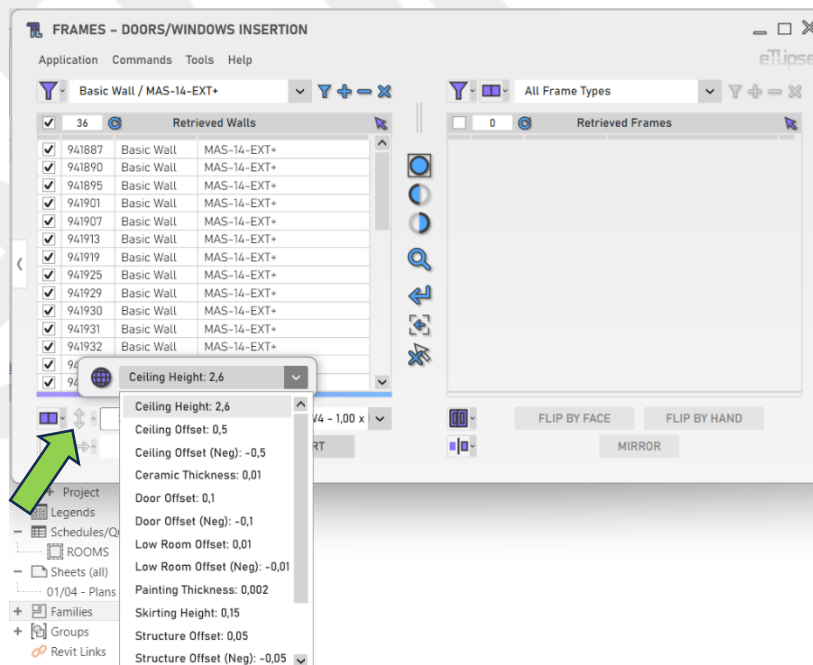 FRAMES - DOORS/WINDOWS INSERTION
Application Commands Tools Help
eTLipse
Basic Wall / MAS-14-EXT+
All Frame Types
36 Retrieved Walls
0 Retrieved Frames
941887 Basic Wall MAS-14-EXT+
941890 Basic Wall MAS-14-EXT+
941895 Basic Wall MAS-14-EXT+
941901 Basic Wall MAS-14-EXT+
941907 Basic Wall MAS-14-EXT+
941913 Basic Wall MAS-14-EXT+
941919 Basic Wall MAS-14-EXT+
941925 Basic Wall MAS-14-EXT+
941929 Basic Wall MAS-14-EXT+
941930 Basic Wall MAS-14-EXT+
941931 Basic Wall MAS-14-EXT+
941932 Basic Wall MAS-14-EXT+
94
94
Ceiling Height: 2,6
Ceiling Height: 2,6
Ceiling Offset: 0,5
Ceiling Offset (Neg): -0,5
Ceramic Thickness: 0,01
Door Offset: 0,1
Door Offset (Neg): -0,1
Low Room Offset: 0,01
Low Room Offset (Neg): -0,01
Painting Thickness: 0,002
Skirting Height: 0,15
Structure Offset: 0,05
Structure Offset (Neg): -0,05
- 1,00 x
RT
FLIP BY FACE
FLIP BY HAND
MIRROR
Project
Legends
Schedules/Q
ROOMS
Sheets (all)
01/04 - Plans
Families
Groups
Revit Links